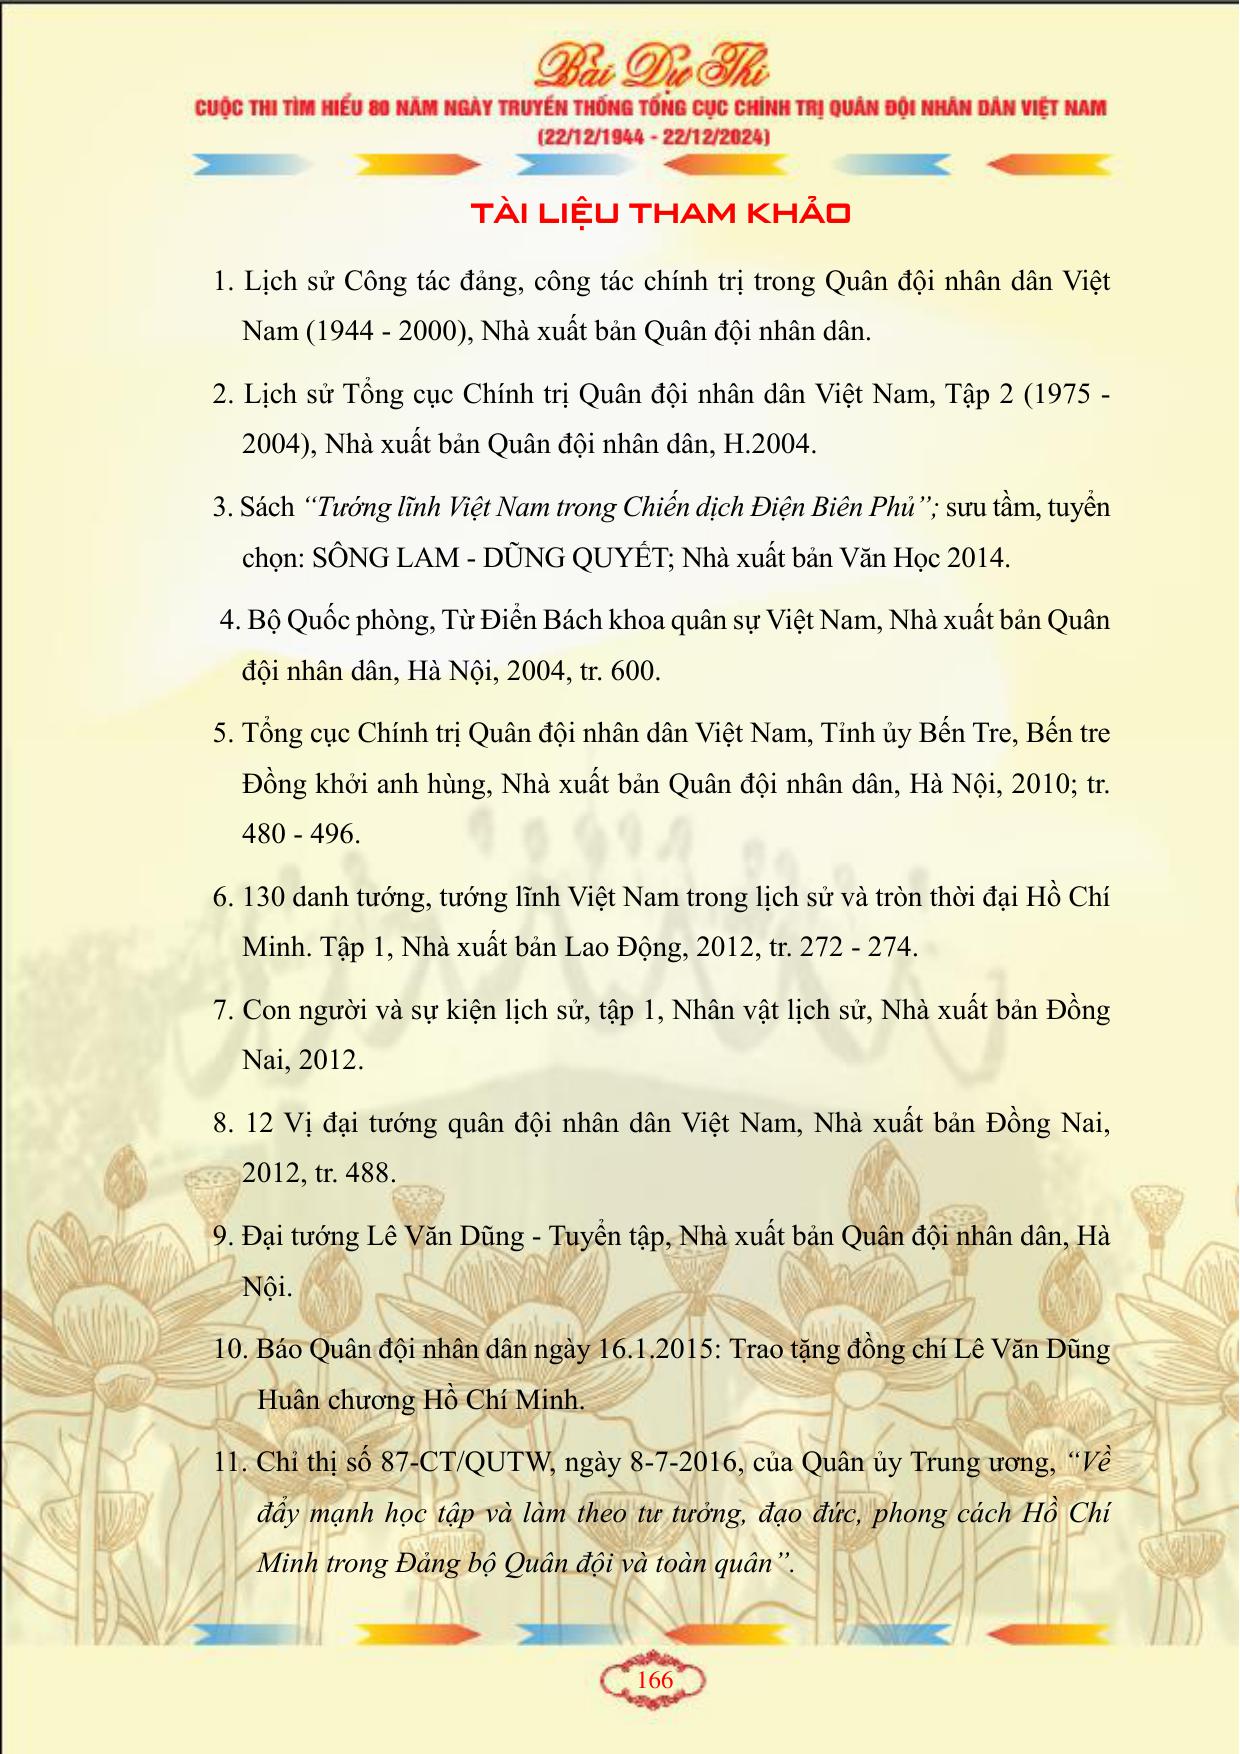 Bài Dự Thi
CUỘC THI TÌM HIỂU 80 NĂM NGÀY TRUYỀN THỐNG TỔNG CỤC CHÍNH TRỊ QUÂN ĐỘI NHÂN DÂN VIỆT NAM
(22/12/1944 - 22/12/2024)
TÀI LIỆU THAM KHẢO
1. Lịch sử Công tác đảng, công tác chính trị trong Quân đội nhân dân Việt
Nam (1944 - 2000), Nhà xuất bản Quân đội nhân dân.
2. Lịch sử Tổng cục Chính trị Quân đội nhân dân Việt Nam, Tập 2 (1975 -
2004), Nhà xuất bản Quân đội nhân dân, H.2004.
3. Sách “Tướng lĩnh Việt Nam trong Chiến dịch Điện Biên Phủ”; sưu tầm, tuyển
chọn: SÔNG LAM - DŨNG QUYẾT; Nhà xuất bản Văn Học 2014.
4. Bộ Quốc phòng, Từ Điển Bách khoa quân sự Việt Nam, Nhà xuất bản Quân
đội nhân dân, Hà Nội, 2004, tr. 600.
5. Tổng cục Chính trị Quân đội nhân dân Việt Nam, Tỉnh ủy Bến Tre, Bến tre
Đồng khởi anh hùng, Nhà xuất bản Quân đội nhân dân, Hà Nội, 2010; tr.
480 - 496.
6. 130 danh tướng, tướng lĩnh Việt Nam trong lịch sử và tròn thời đại Hồ Chí
Minh. Tập 1, Nhà xuất bản Lao Động, 2012, tr. 272 - 274.
7. Con người và sự kiện lịch sử, tập 1, Nhân vật lịch sử, Nhà xuất bản Đồng
Nai, 2012.
8. 12 Vị đại tướng quân đội nhân dân Việt Nam, Nhà xuất bản Đồng Nai,
2012, tr. 488.
9. Đại tướng Lê Văn Dũng - Tuyển tập, Nhà xuất bản Quân đội nhân dân, Hà
Nội.
10. Báo Quân đội nhân dân ngày 16.1.2015: Trao tặng đồng chí Lê Văn Dũng
Huân chương Hồ Chí Minh.
11. Chỉ thị số 87-CT/QUTW, ngày 8-7-2016, của Quân ủy Trung ương, “Về
đẩy mạnh học tập và làm theo tư tưởng, đạo đức, phong cách Hồ Chí
Minh trong Đảng bộ Quân đội và toàn quân”.
166